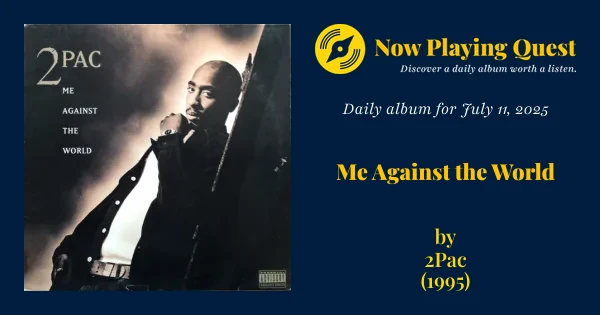 2PAC
ME
AGAINST
THE
WORLD
Now Playing Quest
Discover a daily album worth a listen.
Daily album for July 11, 2025
Me Against the World
by
2Pac
(1995)